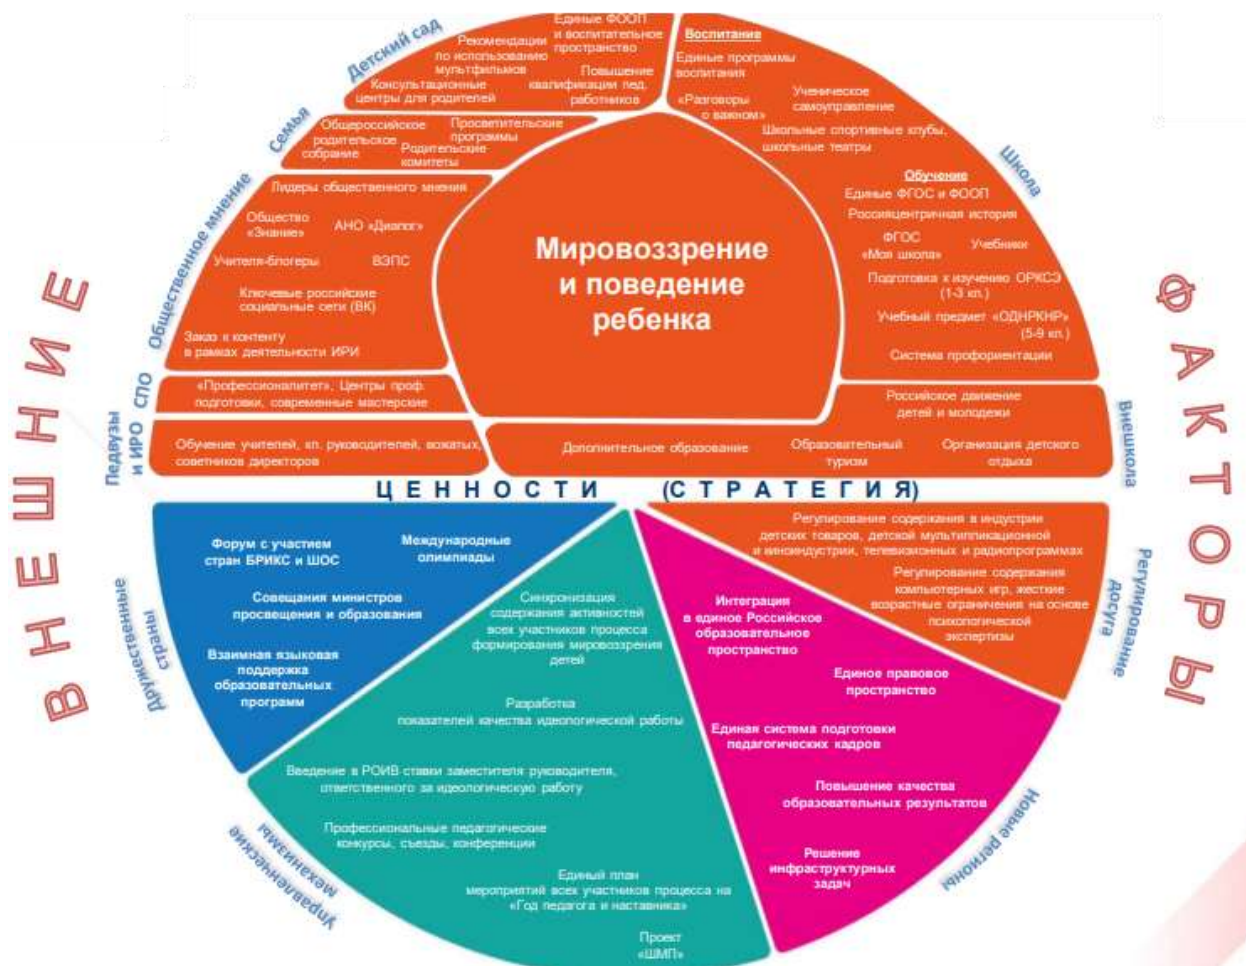 Детский сад
Единые ФООП
и воспитательное
пространство
Рекомендации
по использованию
мультфильмов
Повышение
квалификации пед.
работников
Консультационные
центры для родителей
Семья
Общероссийское
родительское
собрание
Просветительские
программы
Родительские
комитеты
Общественное мнение
Лидеры общественного мнения
Общество
«Знание»
АНО «Диалог»
Учителя-блогеры
ВЭПС
Ключевые российские
социальные сети (ВК)
Заказ к контенту
в рамках деятельности ИРИ
СПО
«Профессионалитет», Центры проф.
подготовки, современные мастерские
Педвузы
и ИРО
Обучение учителей, кл. руководителей, вожатых,
советников директоров
Мировоззрение
и поведение
ребенка
Школа
Воспитание
Единые программы
воспитания
«Разговоры
о важном»
Ученическое
самоуправление
Школьные спортивные клубы,
школьные театры
Обучение
Единые ФГОС и ФООП
Россияцентричная история
ФГОС
«Моя школа»
Учебники
Подготовка к изучению ОРКСЭ
(1-3 кл.)
Учебный предмет «ОДНРКНР»
(5-9 кл.)
Система профориентации
Внешкола
Российское движение
детей и молодежи
Дополнительное образование
Образовательный
туризм
Организация детского
отдыха
ВНЕШНИЕ
ФАКТОРЫ
ЦЕННОСТИ (СТРАТЕГИЯ)
Дружественные
страны
Форум с участием
стран БРИКС и ШОС
Международные
олимпиады
Совещания министров
просвещения и образования
Взаимная языковая
поддержка
образовательных
программ
Управленческие
механизмы
Синхронизация
содержания активностей
всех участников процесса
формирования мировоззрения
детей
Разработка
показателей качества идеологической работы
Введение в РОИВ ставки заместителя руководителя,
ответственного за идеологическую работу
Профессиональные педагогические
конкурсы, съезды, конференции
Единый план
мероприятий всех участников процесса на
«Год педагога и наставника»
Проект
«ШМП»
Новые регионы
Интеграция
в единое Российское
образовательное
пространство
Единое правовое
пространство
Единая система подготовки
педагогических кадров
Повышение качества
образовательных результатов
Решение
инфраструктурных
задач
Регулирование
досуга
Регулирование содержания в индустрии
детских товаров, детской мультипликационной
и киноиндустрии, телевизионных и радиопрограммах
Регулирование содержания
компьютерных игр, жесткие
возрастные ограничения на основе
психологической
экспертизы